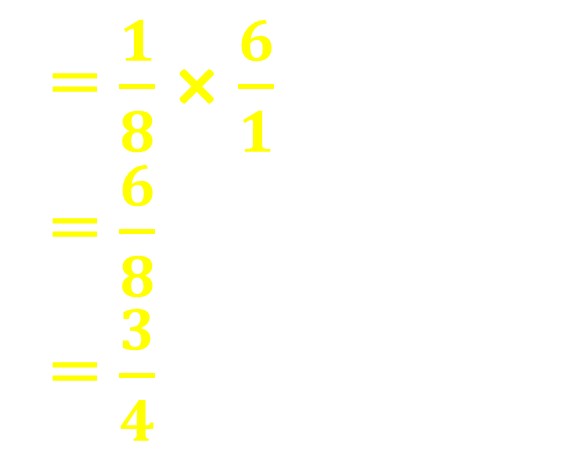 = 1/8 × 6/1
= 6/8
= 3/4